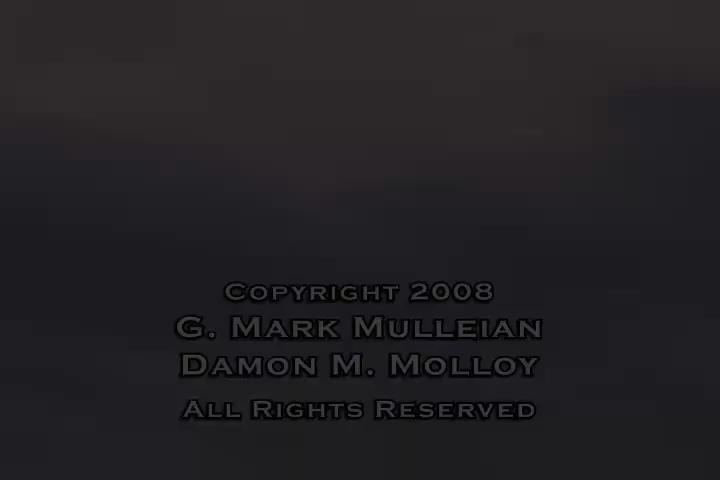 Copyright 2008
G. Mark Mulleian
Damon M. Molloy
All Rights Reserved